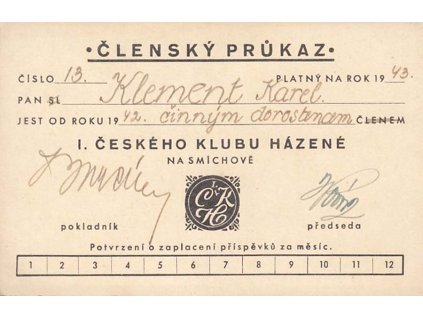 • ČLENSKÝ PRŮKAZ •
ČÍSLO 13. PLATNÝ NA ROK 19 43.
PAN SL Klement Karel.
JEST OD ROKU 19 42. činným dorostencem ČLENEM
I. ČESKÉHO KLUBU HÁZENÉ
NA SMÍCHOVĚ
I.
Č K
H
pokladník předseda
Potvrzení o zaplacení příspěvků za měsíc.
1 2 3 4 5 6 7 8 9 10 11 12